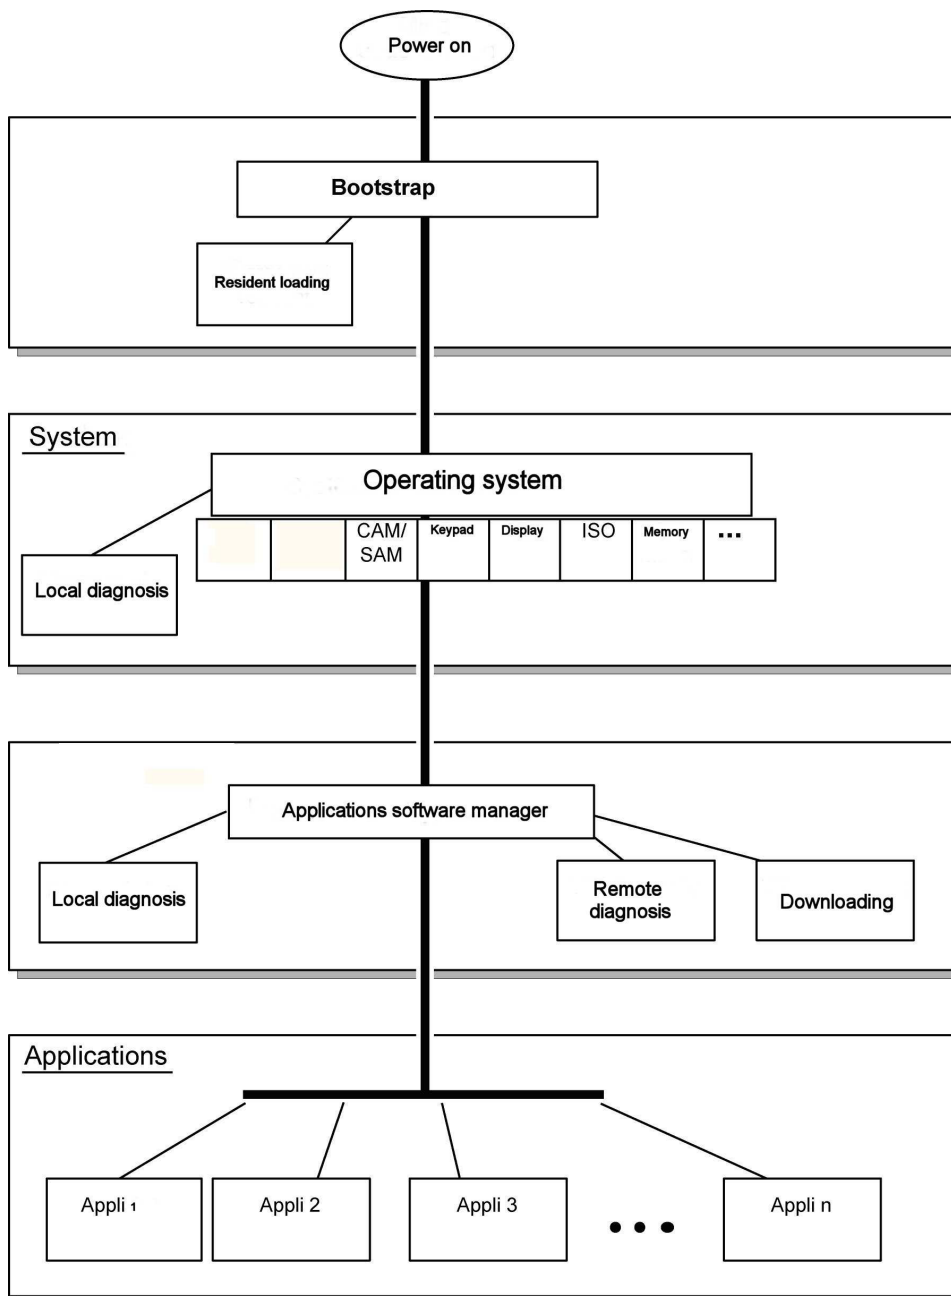 Power on
Bootstrap
Resident loading
System
Operating system
CAM/
SAM
Keypad
Display
ISO
Memory
...
Local diagnosis
Applications software manager
Local diagnosis
Remote
diagnosis
Downloading
Applications
Appli 1
Appli 2
Appli 3
...
Appli n